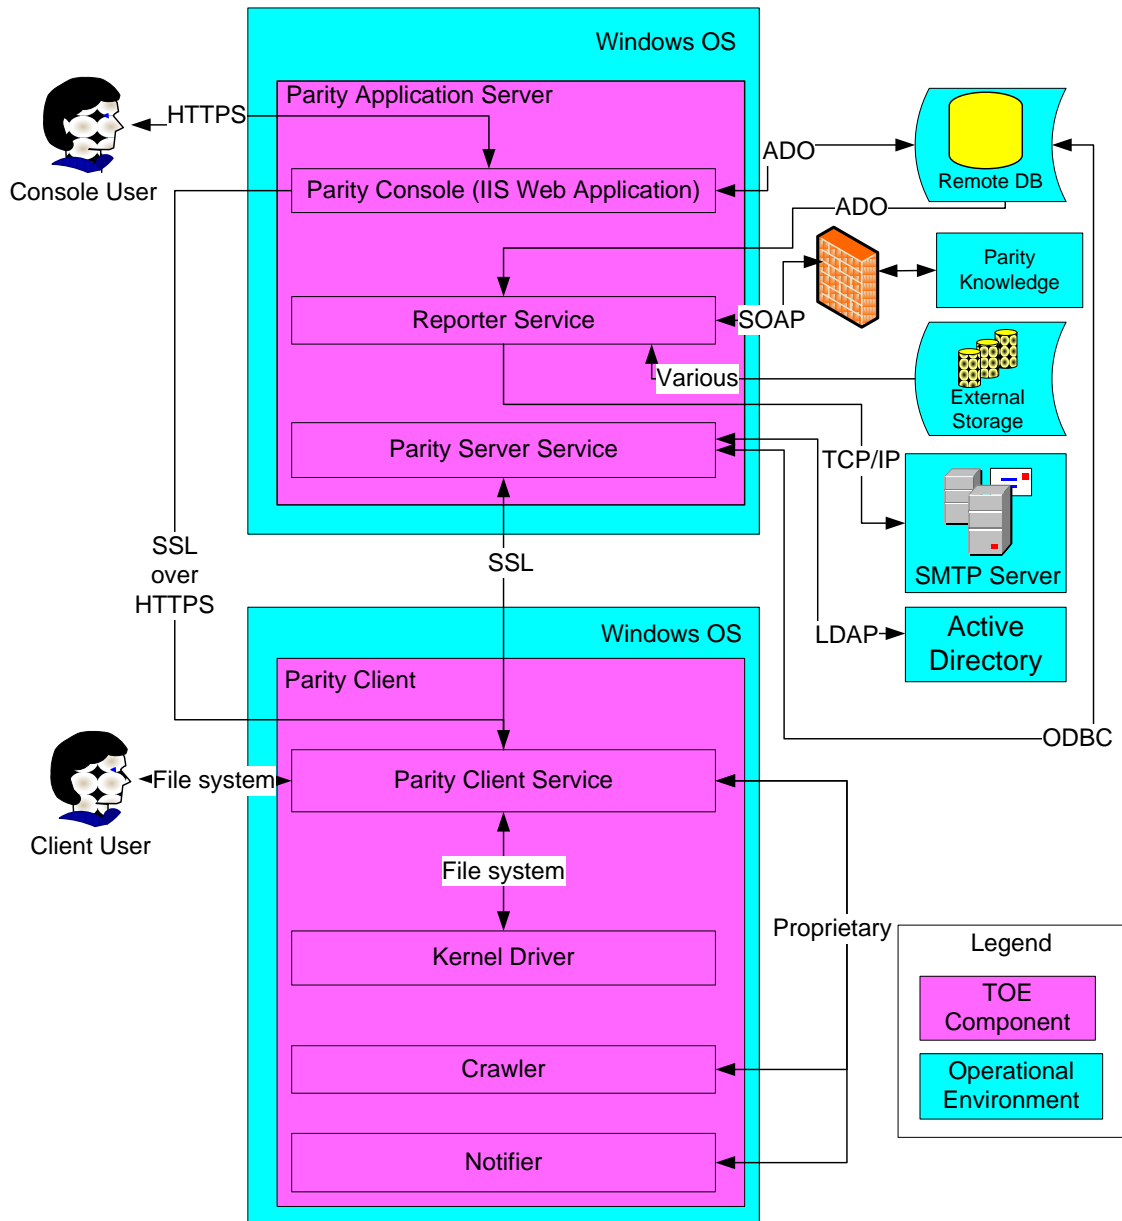 Windows OS
Parity Application Server
HTTPS
Console User
Parity Console (IIS Web Application)
ADO
Remote DB
ADO
Parity
Knowledge
Reporter Service
SOAP
Various
External
Storage
Parity Server Service
TCP/IP
SMTP Server
SSL
over
HTTPS
SSL
Windows OS
LDAP
Active
Directory
Parity Client
ODBC
File system
Parity Client Service
Client User
File system
Proprietary
Kernel Driver
Legend
TOE
Component
Crawler
Operational
Environment
Notifier